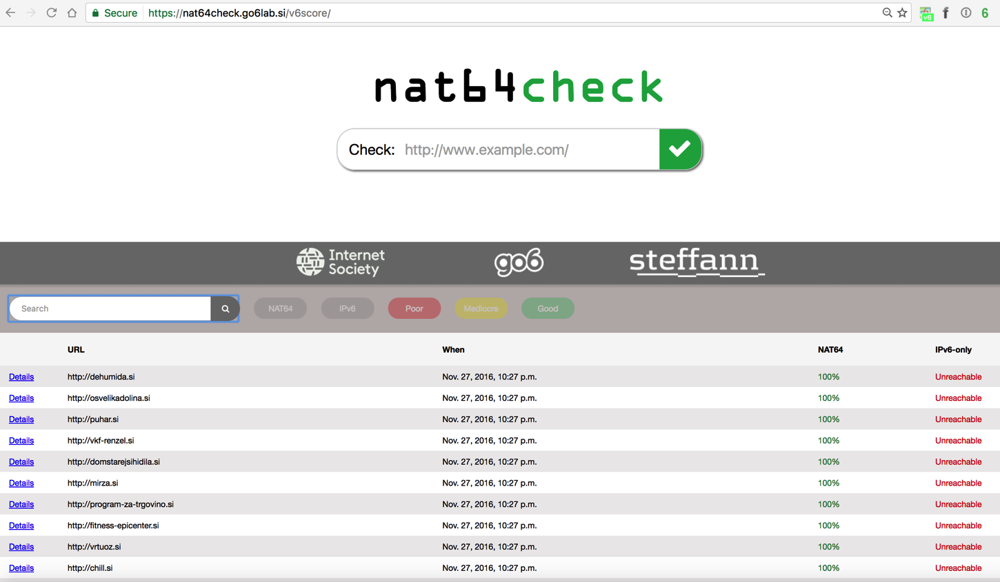 Secure https://nat64check.go6lab.si/v6score/
v6 f 6
nat64check
Check: http://www.example.com/
Internet Society go6 steffann
Search NAT64 IPv6 Poor Mediocre Good
URL When NAT64 IPv6-only
Details http://dehumida.si Nov. 27, 2016, 10:27 p.m. 100% Unreachable
Details http://osvelikadolina.si Nov. 27, 2016, 10:27 p.m. 100% Unreachable
Details http://puhar.si Nov. 27, 2016, 10:27 p.m. 100% Unreachable
Details http://vkf-renzel.si Nov. 27, 2016, 10:27 p.m. 100% Unreachable
Details http://domstarejsihidila.si Nov. 27, 2016, 10:27 p.m. 100% Unreachable
Details http://mirza.si Nov. 27, 2016, 10:27 p.m. 100% Unreachable
Details http://program-za-trgovino.si Nov. 27, 2016, 10:27 p.m. 100% Unreachable
Details http://fitness-epicenter.si Nov. 27, 2016, 10:27 p.m. 100% Unreachable
Details http://vrtuoz.si Nov. 27, 2016, 10:27 p.m. 100% Unreachable
Details http://chill.si Nov. 27, 2016, 10:27 p.m. 100% Unreachable